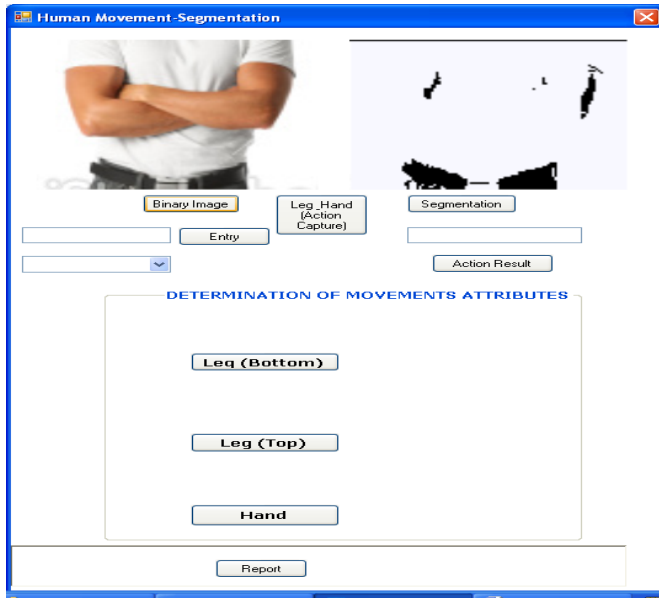 Human Movement-Segmentation
Binary Image
Leg_Hand
(Action
Capture)
Segmentation
Entry
Action Result
DETERMINATION OF MOVEMENTS ATTRIBUTES
Leg (Bottom)
Leg (Top)
Hand
Report